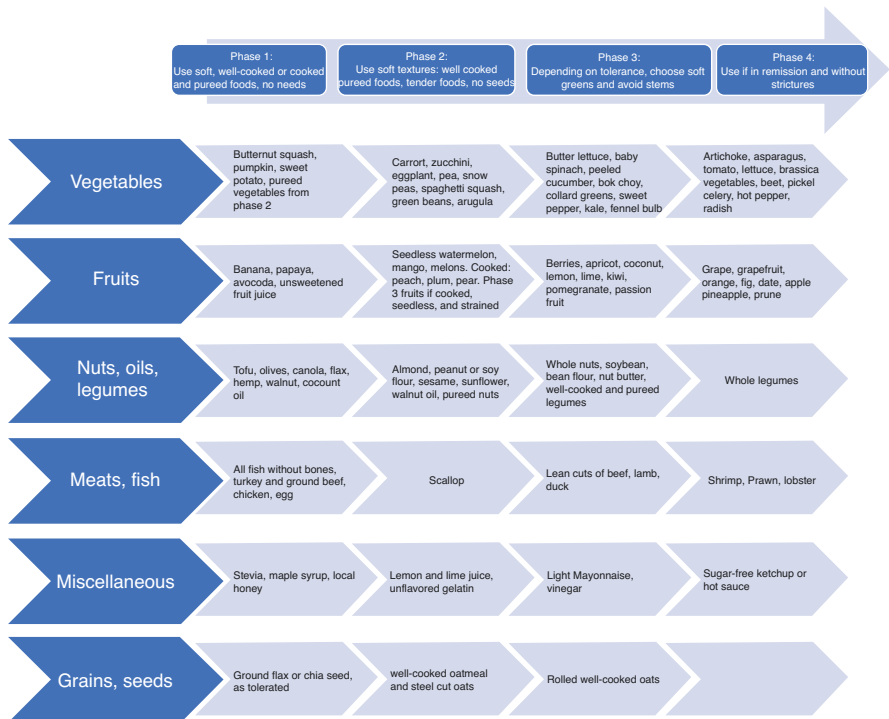 Phase 1:
Use soft, well-cooked or cooked
and pureed foods, no needs
Phase 2:
Use soft textures: well cooked
pureed foods, tender foods, no seeds
Phase 3:
Depending on tolerance, choose soft
greens and avoid stems
Phase 4:
Use if in remission and without
strictures
Vegetables
Butternut squash,
pumpkin, sweet
potato, pureed
vegetables from
phase 2
Carrort, zucchini,
eggplant, pea, snow
peas, spaghetti squash,
green beans, arugula
Butter lettuce, baby
spinach, peeled
cucumber, bok choy,
collard greens, sweet
pepper, kale, fennel bulb
Artichoke, asparagus,
tomato, lettuce, brassica
vegetables, beet, pickel
celery, hot pepper,
radish
Fruits
Banana, papaya,
avocoda, unsweetened
fruit juice
Seedless watermelon,
mango, melons. Cooked:
peach, plum, pear. Phase
3 fruits if cooked,
seedless, and strained
Berries, apricot, coconut,
lemon, lime, kiwi,
pomegranate, passion
fruit
Grape, grapefruit,
orange, fig, date, apple
pineapple, prune
Nuts, oils,
legumes
Tofu, olives, canola, flax,
hemp, walnut, cocount
oil
Almond, peanut or soy
flour, sesame, sunflower,
walnut oil, pureed nuts
Whole nuts, soybean,
bean flour, nut butter,
well-cooked and pureed
legumes
Whole legumes
Meats, fish
All fish without bones,
turkey and ground beef,
chicken, egg
Scallop
Lean cuts of beef, lamb,
duck
Shrimp, Prawn, lobster
Miscellaneous
Stevia, maple syrup, local
honey
Lemon and lime juice,
unflavored gelatin
Light Mayonnaise,
vinegar
Sugar-free ketchup or
hot sauce
Grains, seeds
Ground flax or chia seed,
as tolerated
well-cooked oatmeal
and steel cut oats
Rolled well-cooked oats